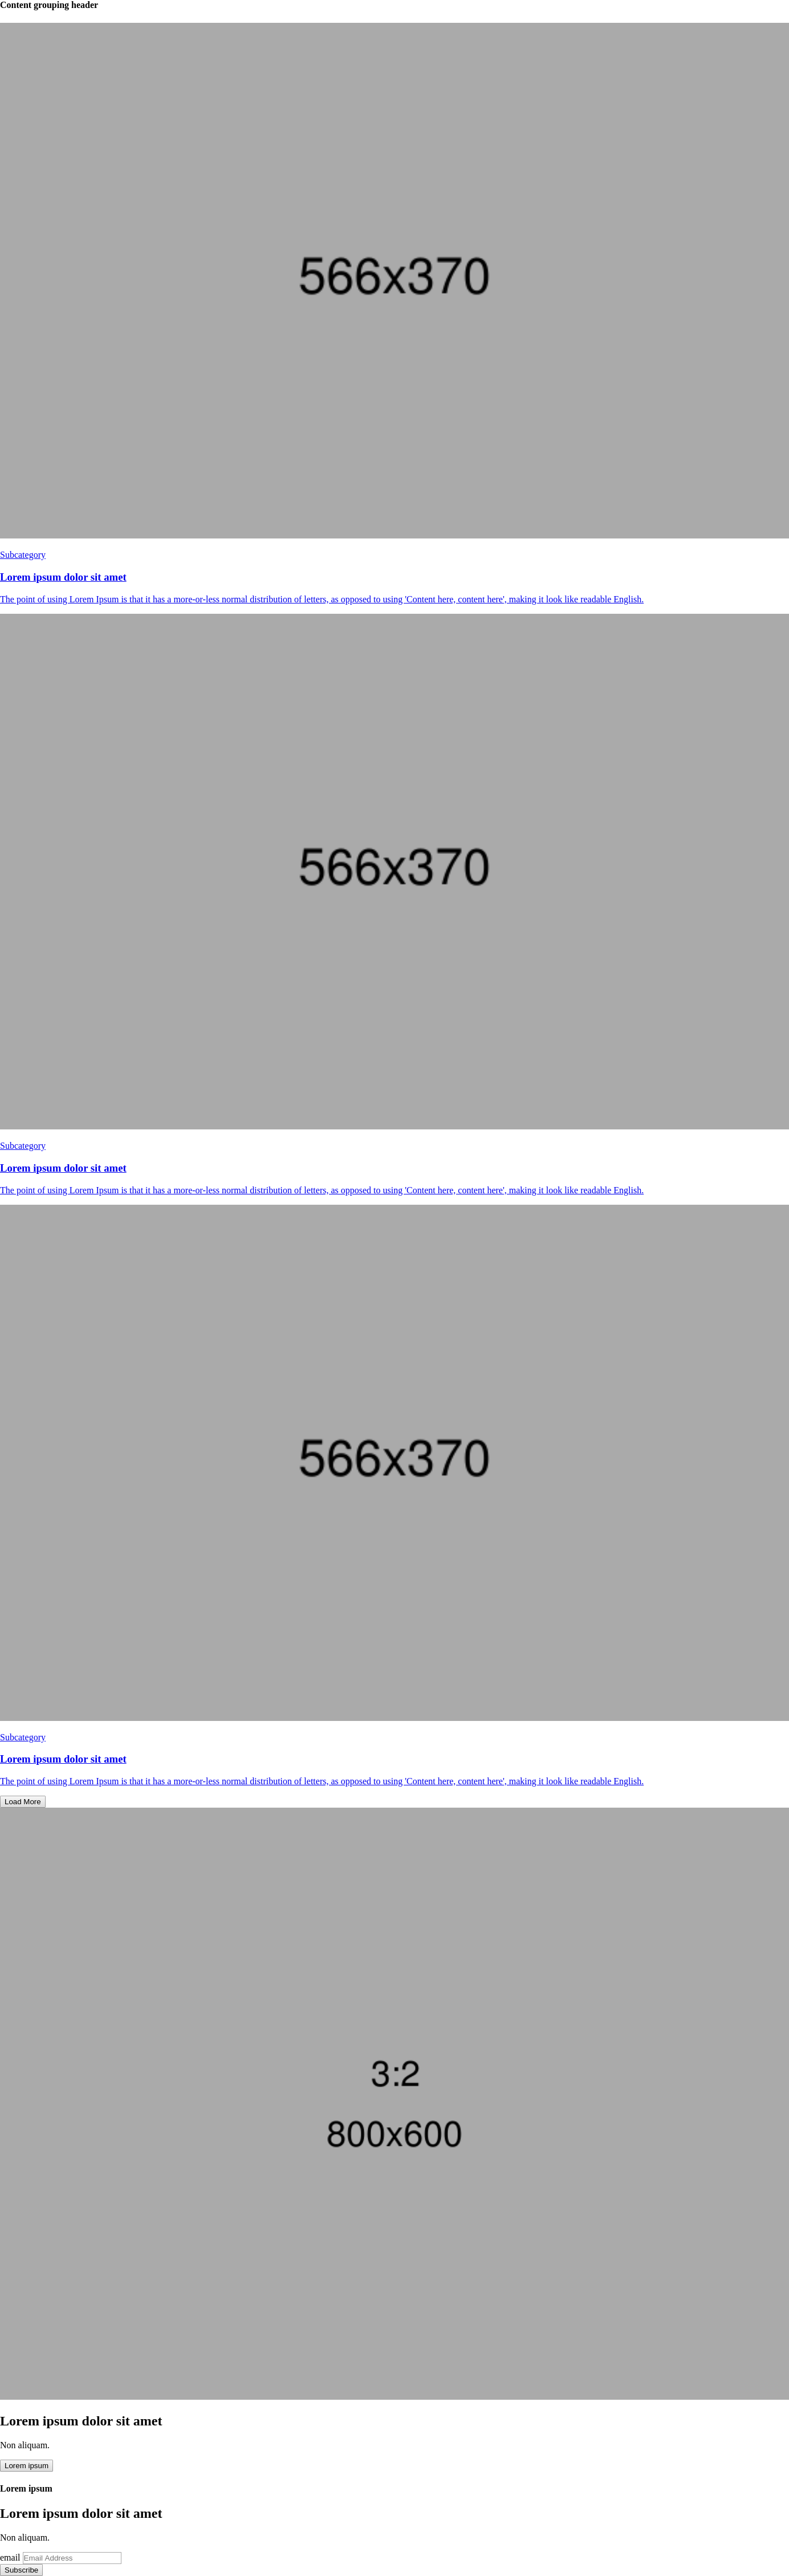 Content grouping header
566x370
Subcategory
Lorem ipsum dolor sit amet
The point of using Lorem Ipsum is that it has a more-or-less normal distribution of letters, as opposed to using 'Content here, content here', making it look like readable English.
566x370
Subcategory
Lorem ipsum dolor sit amet
The point of using Lorem Ipsum is that it has a more-or-less normal distribution of letters, as opposed to using 'Content here, content here', making it look like readable English.
566x370
Subcategory
Lorem ipsum dolor sit amet
The point of using Lorem Ipsum is that it has a more-or-less normal distribution of letters, as opposed to using 'Content here, content here', making it look like readable English.
Load More
3:2
800x600
Lorem ipsum dolor sit amet
Non aliquam.
Lorem ipsum
Lorem ipsum
Lorem ipsum dolor sit amet
Non aliquam.
email Email Address
Subscribe